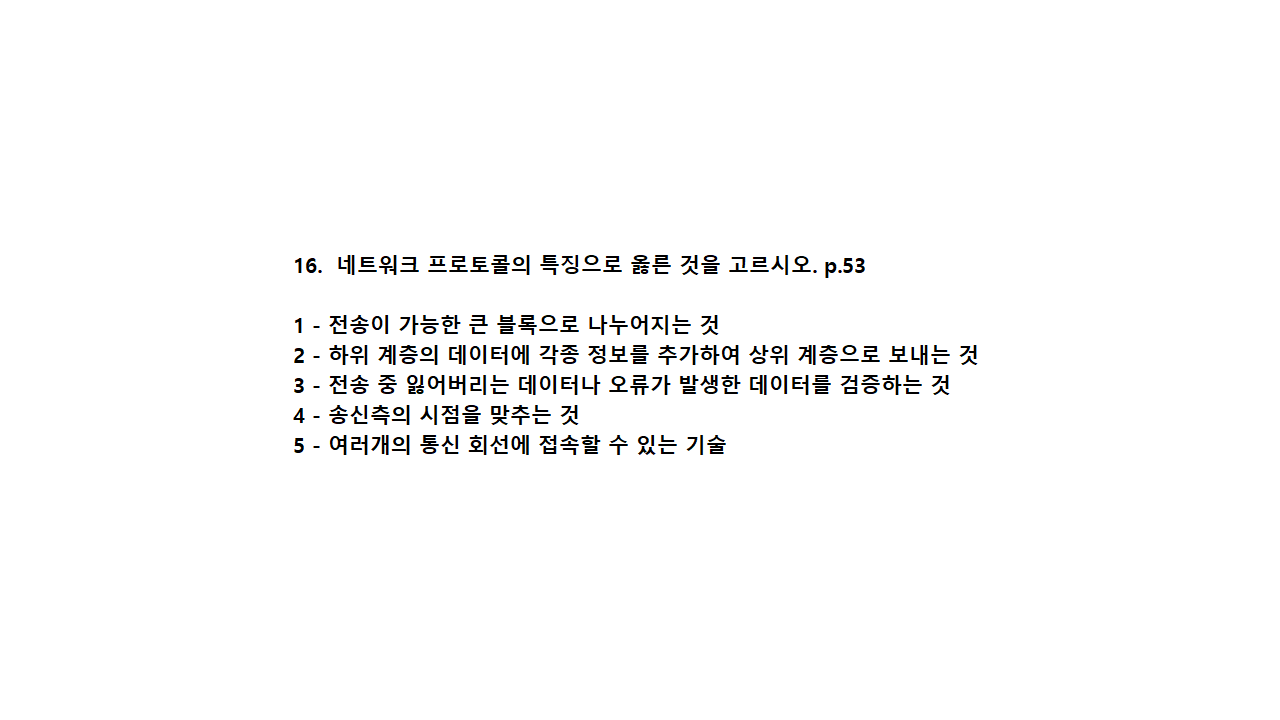 16.  네트워크 프로토콜의 특징으로 옳른 것을 고르시오. p.53
1 - 전송이 가능한 큰 블록으로 나누어지는 것
2 - 하위 계층의 데이터에 각종 정보를 추가하여 상위 계층으로 보내는 것
3 - 전송 중 잃어버리는 데이터나 오류가 발생한 데이터를 검증하는 것
4 - 송신측의 시점을 맞추는 것
5 - 여러개의 통신 회선에 접속할 수 있는 기술